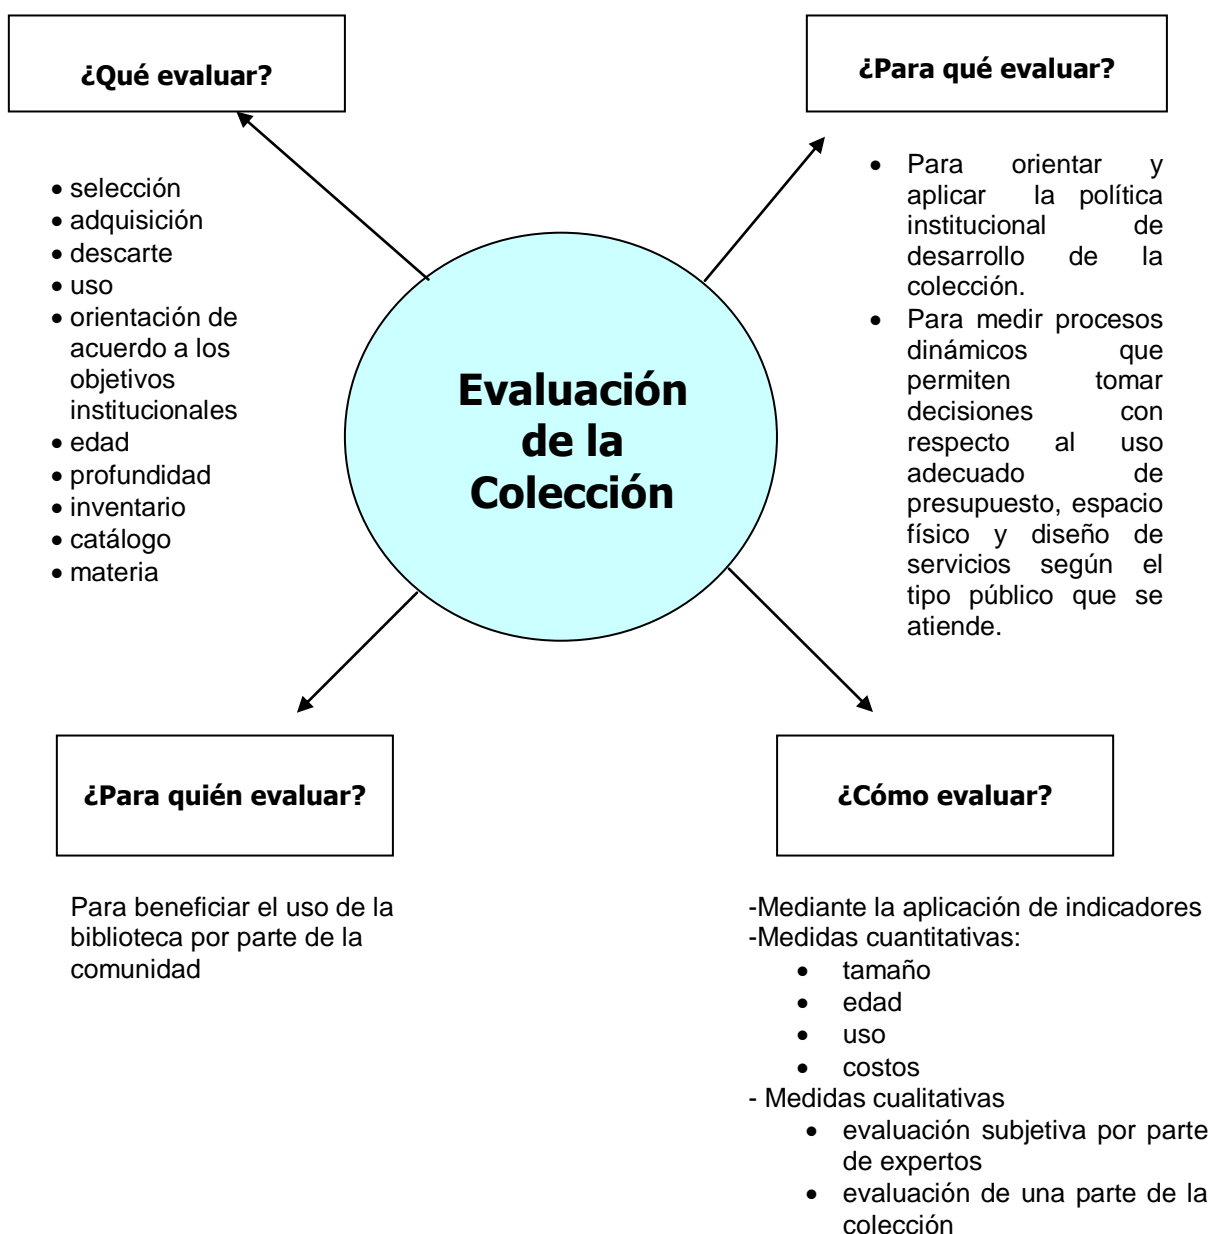 ¿Qué evaluar?
• selección
• adquisición
• descarte
• uso
• orientación de
acuerdo a los
objetivos
institucionales
• edad
• profundidad
• inventario
• catálogo
• materia
¿Para qué evaluar?
• Para orientar y
aplicar la política
institucional de
desarrollo de la
colección.
• Para medir procesos
dinámicos que
permiten tomar
decisiones con
respecto al uso
adecuado de
presupuesto, espacio
físico y diseño de
servicios según el
tipo público que se
atiende.
Evaluación
de la
Colección
¿Para quién evaluar?
Para beneficiar el uso de la
biblioteca por parte de la
comunidad
¿Cómo evaluar?
-Mediante la aplicación de indicadores
-Medidas cuantitativas:
• tamaño
• edad
• uso
• costos
- Medidas cualitativas
• evaluación subjetiva por parte
de expertos
• evaluación de una parte de la
colección